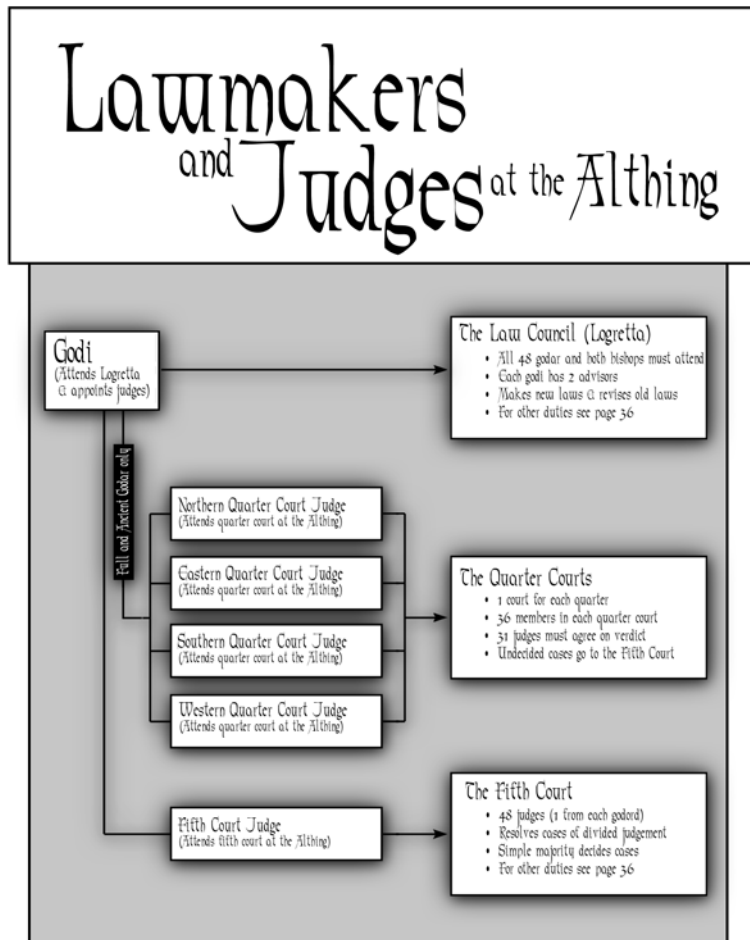 Lawmakers
and Judges at the Althing
Godi
(Attends Logretta
& appoints judges)
The Law Council (Logretta)
• All 48 godar and both bishops must attend
• Each godi has 2 advisors
• Makes new laws & revises old laws
• For other duties see page 36
Full and Ancient Godar only
Northern Quarter Court Judge
(Attends quarter court at the Althing)
Eastern Quarter Court Judge
(Attends quarter court at the Althing)
Southern Quarter Court Judge
(Attends quarter court at the Althing)
Western Quarter Court Judge
(Attends quarter court at the Althing)
The Quarter Courts
• 1 court for each quarter
• 36 members in each quarter court
• 31 judges must agree on verdict
• Undecided cases go to the Fifth Court
Fifth Court Judge
(Attends fifth court at the Althing)
The Fifth Court
• 48 judges (1 from each godord)
• Resolves cases of divided judgement
• Simple majority decides cases
• For other duties see page 36